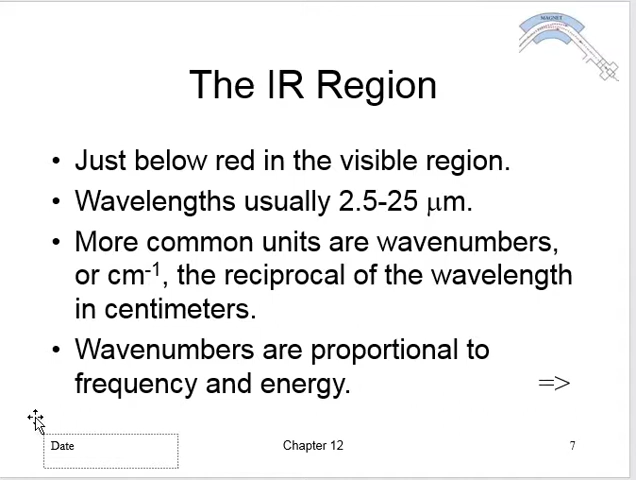 MAGNET
The IR Region
• Just below red in the visible region.
• Wavelengths usually 2.5-25 μm.
• More common units are wavenumbers,
or cm⁻¹, the reciprocal of the wavelength
in centimeters.
• Wavenumbers are proportional to
frequency and energy.
=>
Date
Chapter 12
7